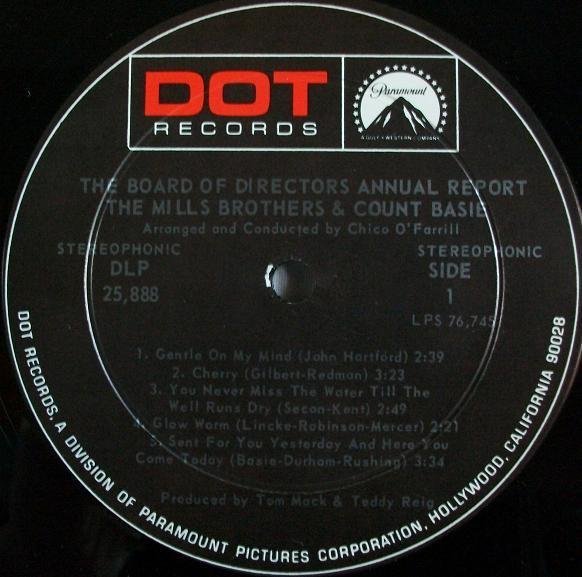 DOT
RECORDS
Paramount
A GULF + WESTERN COMPANY
THE BOARD OF DIRECTORS ANNUAL REPORT
THE MILLS BROTHERS & COUNT BASIE
Arranged and Conducted by Chico O'Farrill
STEREOPHONIC
DLP
25,888
STEREOPHONIC
SIDE
1
LPS 76,745
1. Gentle On My Mind (John Hartford) 2:39
2. Cherry (Gilbert-Redman) 3:23
3. You Never Miss The Water Till The
Well Runs Dry (Secon-Kent) 2:49
4. Glow Worm (Lincke-Robinson-Mercer) 2:21
5. Sent For You Yesterday And Here You
Come Today (Basie-Durham-Rushing) 3:34
Produced by Tom Mack & Teddy Reig
DOT RECORDS, A DIVISION OF PARAMOUNT PICTURES CORPORATION, HOLLYWOOD, CALIFORNIA 90028